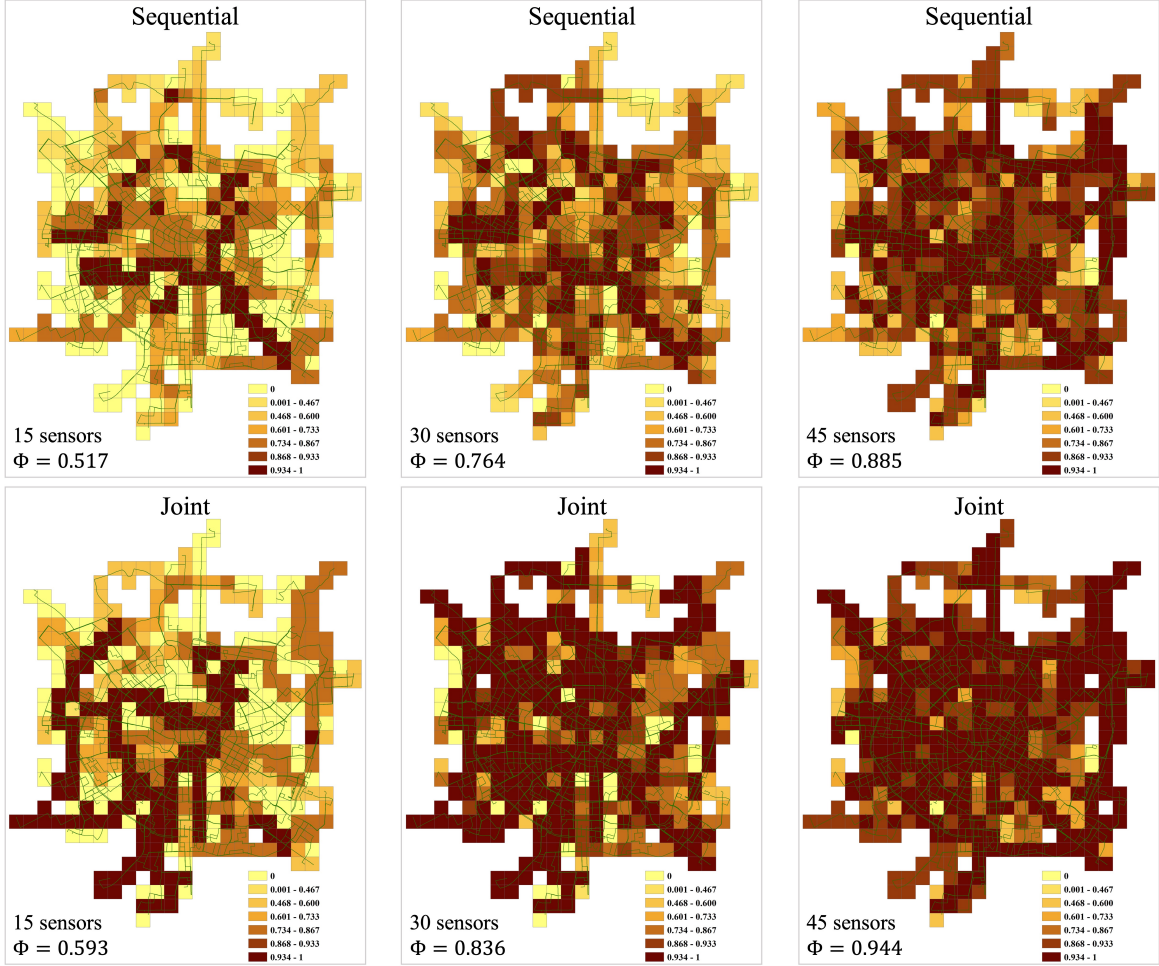 Sequential
0
0.001 - 0.467
0.468 - 0.600
0.601 - 0.733
0.734 - 0.867
0.868 - 0.933
0.934 - 1
15 sensors
Φ = 0.517
Sequential
0
0.001 - 0.467
0.468 - 0.600
0.601 - 0.733
0.734 - 0.867
0.868 - 0.933
0.934 - 1
30 sensors
Φ = 0.764
Sequential
0
0.001 - 0.467
0.468 - 0.600
0.601 - 0.733
0.734 - 0.867
0.868 - 0.933
0.934 - 1
45 sensors
Φ = 0.885
Joint
0
0.001 - 0.467
0.468 - 0.600
0.601 - 0.733
0.734 - 0.867
0.868 - 0.933
0.934 - 1
15 sensors
Φ = 0.593
Joint
0
0.001 - 0.467
0.468 - 0.600
0.601 - 0.733
0.734 - 0.867
0.868 - 0.933
0.934 - 1
30 sensors
Φ = 0.836
Joint
0
0.001 - 0.467
0.468 - 0.600
0.601 - 0.733
0.734 - 0.867
0.868 - 0.933
0.934 - 1
45 sensors
Φ = 0.944